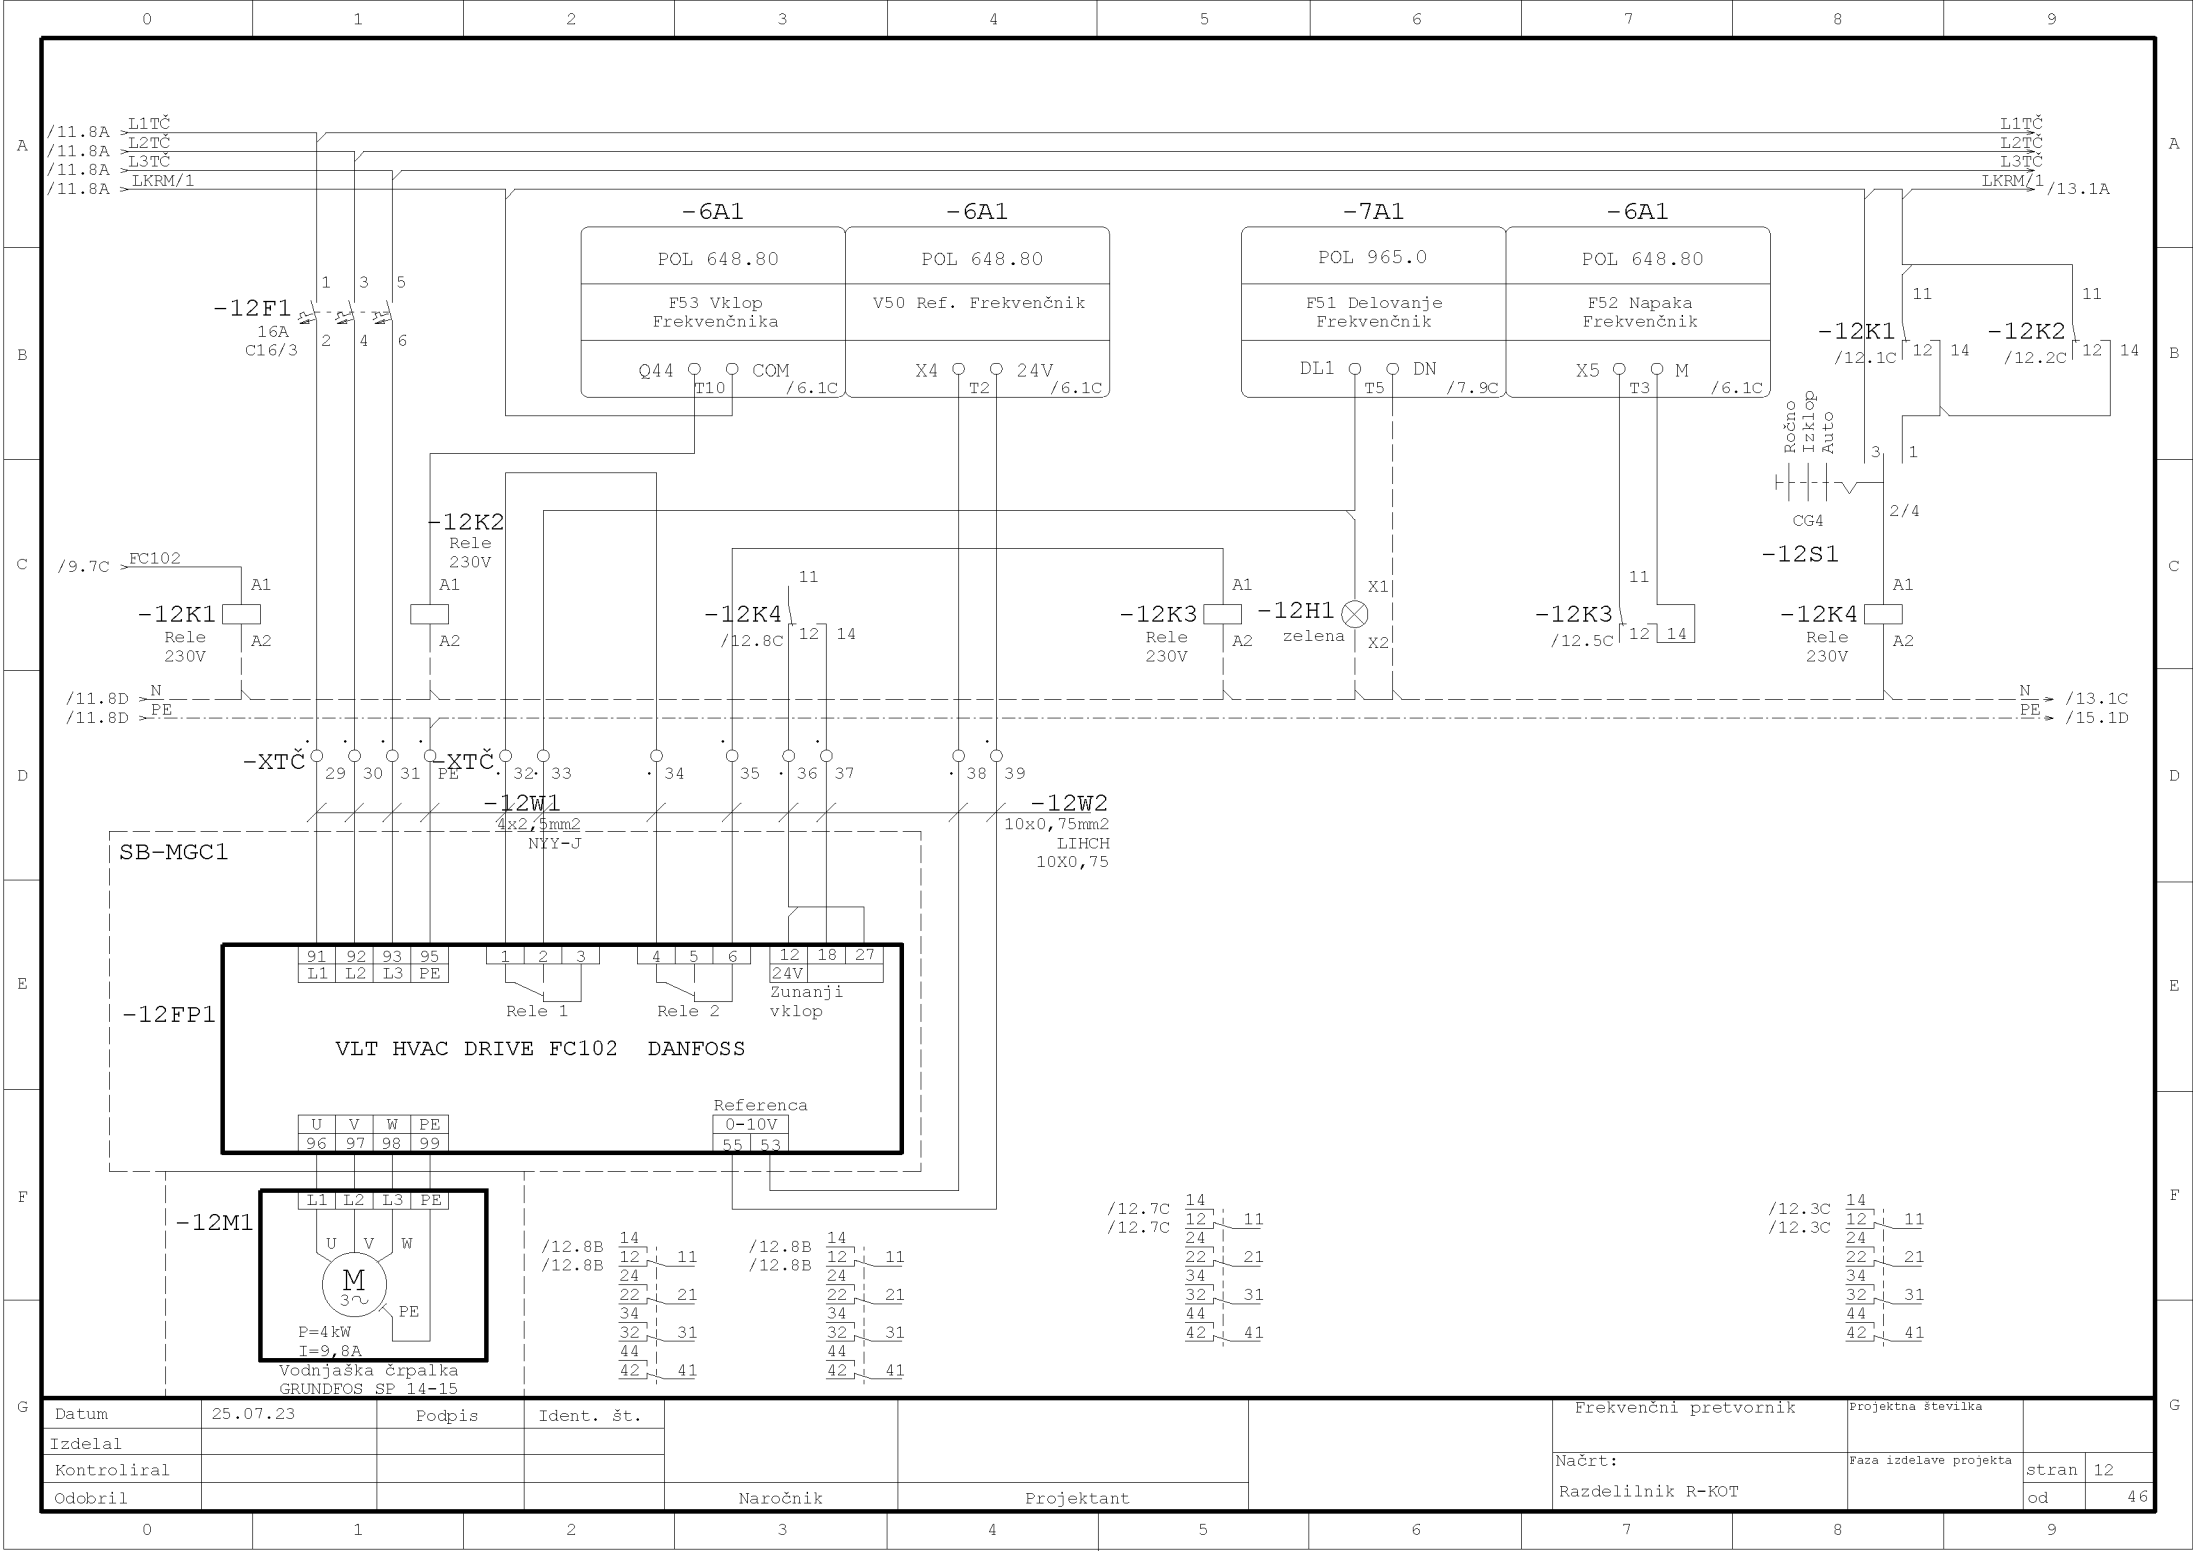 0 1 2 3 4 5 6 7 8 9
A A
B B
C C
D D
E E
F F
G G
/11.8A L1TČ L1TČ
/11.8A L2TČ L2TČ
/11.8A L3TČ L3TČ
/11.8A LKRM/1 LKRM/1 /13.1A
-6A1 -6A1 -7A1 -6A1
POL 648.80 POL 648.80 POL 965.0 POL 648.80
F53 Vklop
Frekvenčnika
V50 Ref. Frekvenčnik
F51 Delovanje
Frekvenčnik
F52 Napaka
Frekvenčnik
Q44 COM
T10 /6.1C
X4 24V
T2 /6.1C
DL1 DN
T5 /7.9C
X5 M
T3 /6.1C
-12F1
16A
C16/3
1 3 5
2 4 6
-12K1
/12.1C
11
12 14
-12K2
/12.2C
11
12 14
Ročno
Izklop
Auto
3 1
2/4
CG4
-12S1
/9.7C FC102
-12K1
Rele
230V
A1
A2
-12K2
Rele
230V
A1
A2
-12K4
/12.8C
11
12 14
-12K3
Rele
230V
A1
A2
-12H1
zelena
X1
X2
-12K3
/12.5C
11
12 14
-12K4
Rele
230V
A1
A2
/11.8D N N /13.1C
/11.8D PE PE /15.1D
-XTČ 29 30 31 PE -XTČ 32 33 34 35 36 37 38 39
-12W1
4x2,5mm2
NYY-J
-12W2
10x0,75mm2
LIHCH
10X0,75
SB-MGC1
-12FP1
91 92 93 95 1 2 3 4 5 6 12 18 27
L1 L2 L3 PE 24V
Rele 1 Rele 2
Zunanji
vklop
VLT HVAC DRIVE FC102 DANFOSS
Referenca
0-10V
55 53
U V W PE
96 97 98 99
-12M1
L1 L2 L3 PE
U V W
M
3~
PE
P=4kW
I=9,8A
Vodnjaška črpalka
GRUNDFOS SP 14-15
14
/12.8B 12 11
/12.8B
24
22 21
34
32 31
44
42 41
14
/12.8B 12 11
/12.8B
24
22 21
34
32 31
44
42 41
14
/12.7C 12 11
/12.7C
24
22 21
34
32 31
44
42 41
14
/12.3C 12 11
/12.3C
24
22 21
34
32 31
44
42 41
Datum 25.07.23 Podpis Ident. št.
Izdelal
Kontroliral
Odobril
Naročnik Projektant
Frekvenčni pretvornik
Načrt:
Razdelilnik R-KOT
Projektna številka
Faza izdelave projekta
stran 12
od 46
0 1 2 3 4 5 6 7 8 9